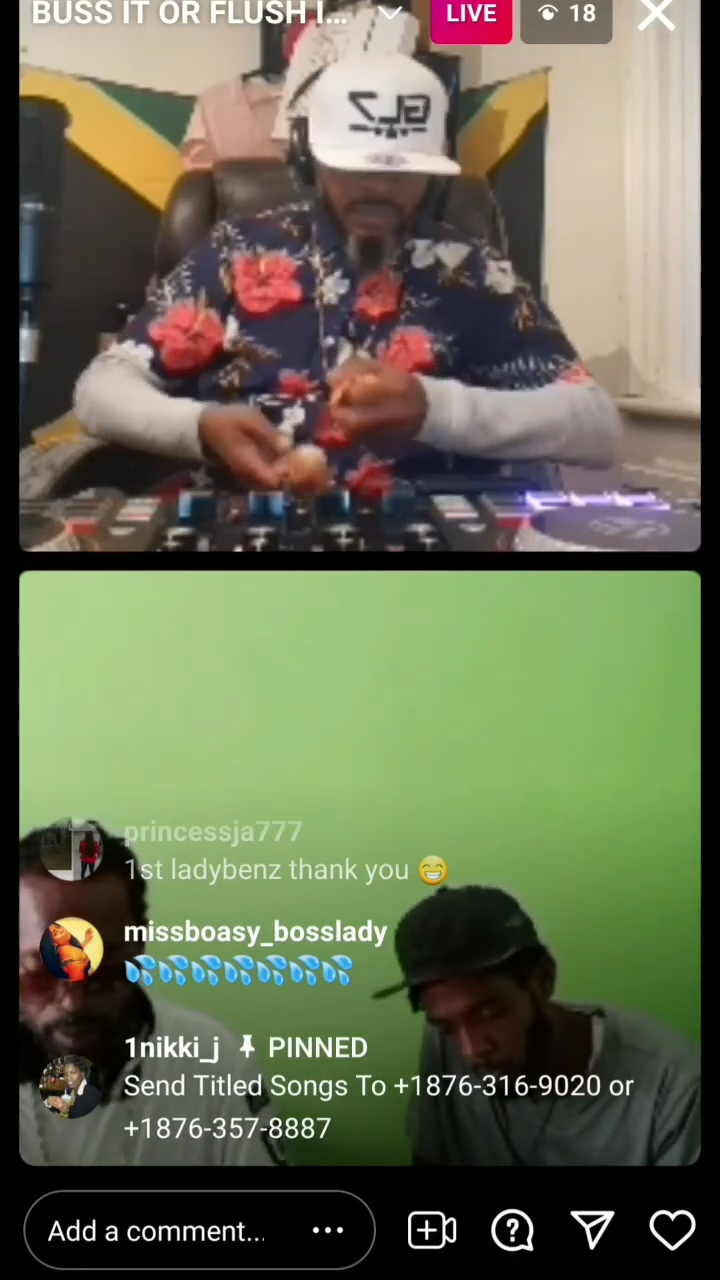 BUSS IT OR FLUSH I...
LIVE
18
princessja777
1st ladybenz thank you 😁
missboasy_bosslady
💦💦💦💦💦💦💦
1nikki_j PINNED
Send Titled Songs To +1876-316-9020 or
+1876-357-8887
Add a comment...